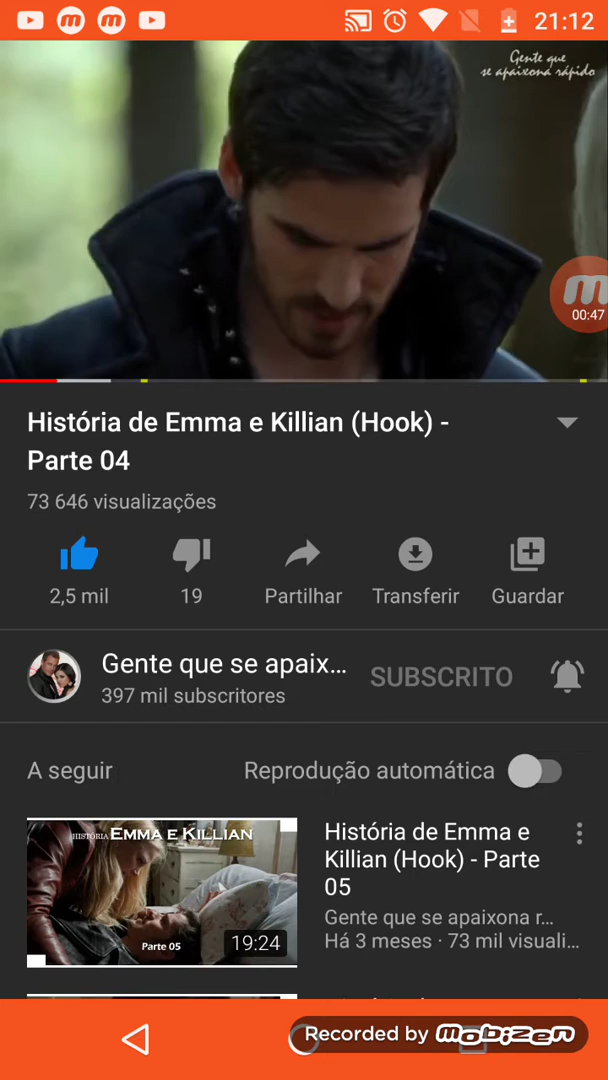 21:12
Gente que
se apaixona rápido
00:47
História de Emma e Killian (Hook) -
Parte 04
73 646 visualizações
2,5 mil
19
Partilhar
Transferir
Guardar
Gente que se apaix...
397 mil subscritores
SUBSCRITO
A seguir
Reprodução automática
HISTÓRIA EMMA E KILLIAN
Parte 05
19:24
História de Emma e
Killian (Hook) - Parte
05
Gente que se apaixona r...
Há 3 meses · 73 mil visuali...
Recorded by mobizen